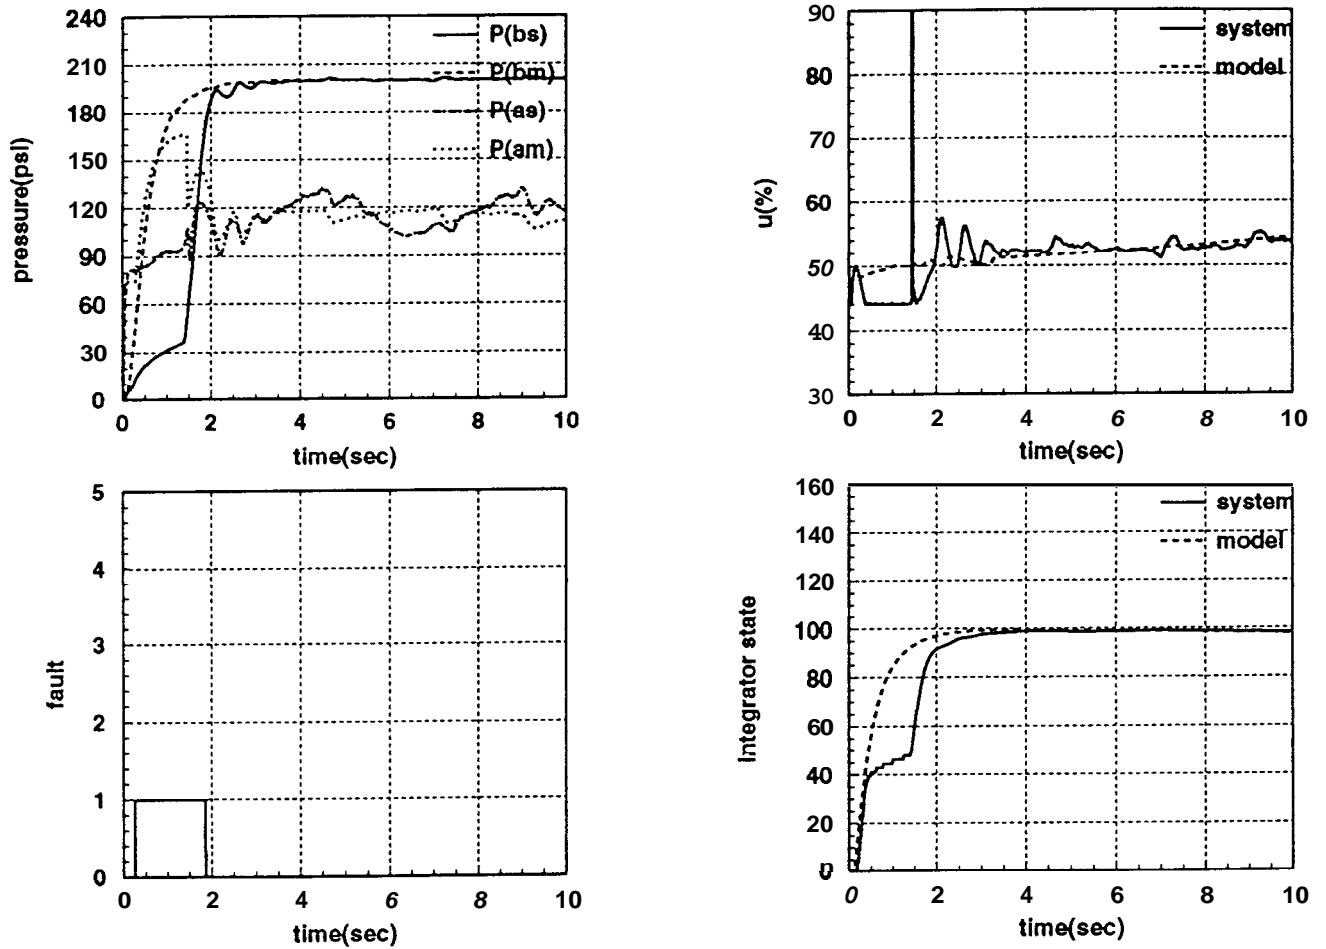 240
210
180
150
120
90
60
30
0
pressure(psi)
P(bs)
P(bm)
P(as)
P(am)
0 2 4 6 8 10
time(sec)
90
80
70
60
50
40
30
u(%)
system
model
0 2 4 6 8 10
time(sec)
5
4
3
2
1
0
fault
0 2 4 6 8 10
time(sec)
160
140
120
100
80
60
40
20
0
Integrator state
system
model
0 2 4 6 8 10
time(sec)